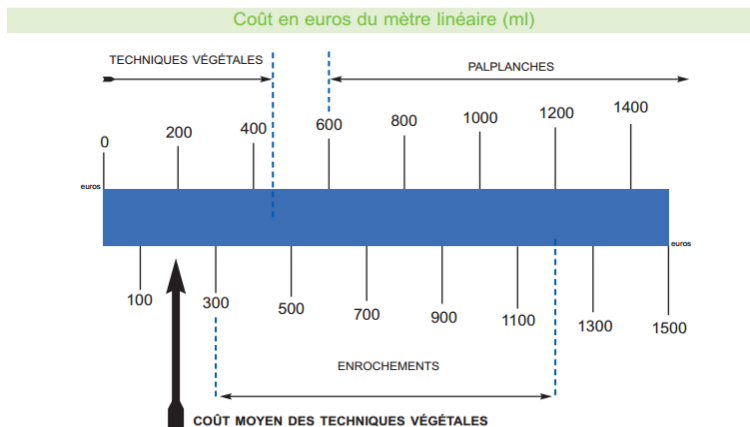 Coût en euros du mètre linéaire (ml)
TECHNIQUES VÉGÉTALES
PALPLANCHES
0 200 400 600 800 1000 1200 1400
euros
euros
100 300 500 700 900 1100 1300 1500
ENROCHEMENTS
COÛT MOYEN DES TECHNIQUES VÉGÉTALES